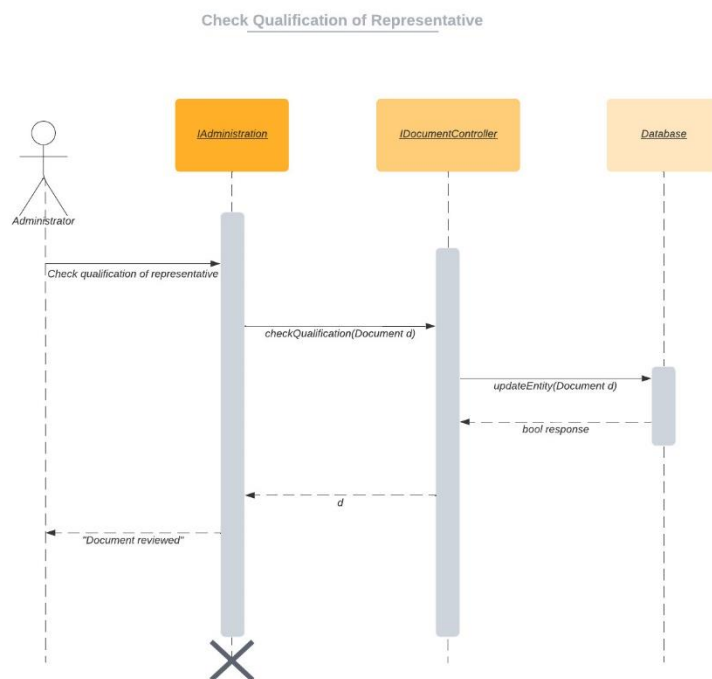 Check Qualification of Representative
IAdministration
IDocumentController
Database
Administrator
Check qualification of representative
checkQualification(Document d)
updateEntity(Document d)
bool response
d
"Document reviewed"